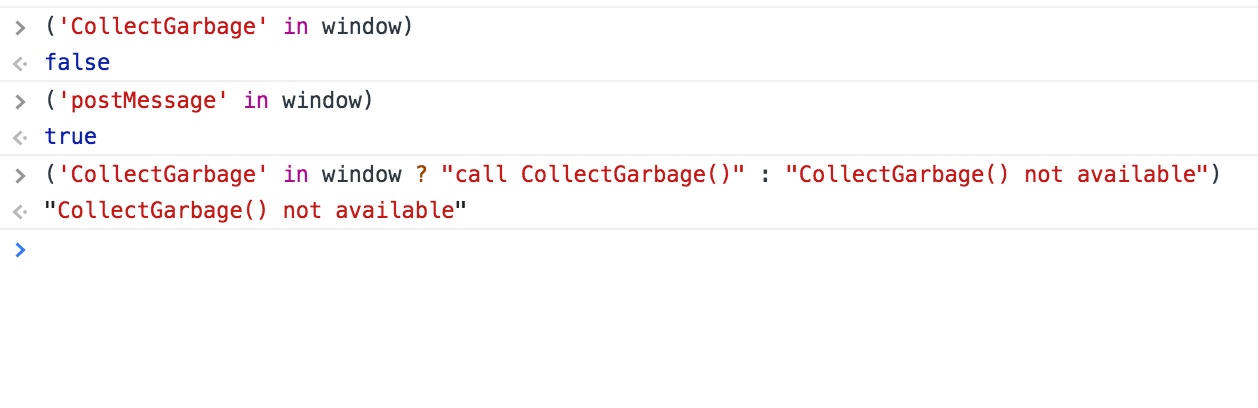 > ('CollectGarbage' in window)
<· false
> ('postMessage' in window)
<· true
> ('CollectGarbage' in window ? "call CollectGarbage()" : "CollectGarbage() not available")
<· "CollectGarbage() not available"
>